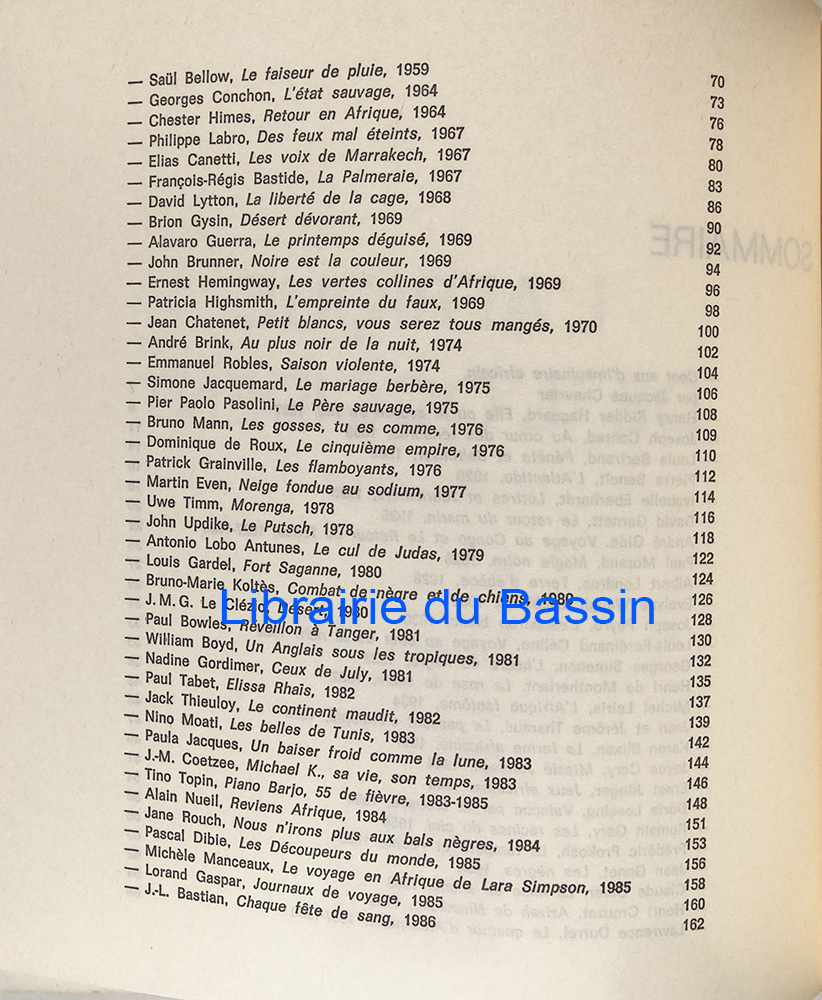 — Saül Bellow, Le faiseur de pluie, 1959 70
— Georges Conchon, L'état sauvage, 1964 73
— Chester Himes, Retour en Afrique, 1964 76
— Philippe Labro, Des feux mal éteints, 1967 78
— Elias Canetti, Les voix de Marrakech, 1967 80
— François-Régis Bastide, La Palmeraie, 1967 83
— David Lytton, La liberté de la cage, 1968 86
— Brion Gysin, Désert dévorant, 1969 90
— Alavaro Guerra, Le printemps déguisé, 1969 92
— John Brunner, Noire est la couleur, 1969 94
— Ernest Hemingway, Les vertes collines d'Afrique, 1969 96
— Patricia Highsmith, L'empreinte du faux, 1969 98
— Jean Chatenet, Petit blancs, vous serez tous mangés, 1970 100
— André Brink, Au plus noir de la nuit, 1974 102
— Emmanuel Robles, Saison violente, 1974 104
— Simone Jacquemard, Le mariage berbère, 1975 106
— Pier Paolo Pasolini, Le Père sauvage, 1975 108
— Bruno Mann, Les gosses, tu es comme, 1976 109
— Dominique de Roux, Le cinquième empire, 1976 110
— Patrick Grainville, Les flamboyants, 1976 112
— Martin Even, Neige fondue au sodium, 1977 114
— Uwe Timm, Morenga, 1978 116
— John Updike, Le Putsch, 1978 118
— Antonio Lobo Antunes, Le cul de Judas, 1979 122
— Louis Gardel, Fort Saganne, 1980 124
— Bruno-Marie Koltès, Combat de nègre et de chiens, 1980 126
— J.M.G. Le Clézio, Désert, 1980 128
Librairie du Bassin
— Paul Bowles, Réveillon à Tanger, 1981 130
— William Boyd, Un Anglais sous les tropiques, 1981 132
— Nadine Gordimer, Ceux de July, 1981 135
— Paul Tabet, Elissa Rhaïs, 1982 137
— Jack Thieuloy, Le continent maudit, 1982 139
— Nino Moati, Les belles de Tunis, 1983 142
— Paula Jacques, Un baiser froid comme la lune, 1983 144
— J.-M. Coetzee, Michael K., sa vie, son temps, 1983 146
— Tino Topin, Piano Barjo, 55 de fièvre, 1983-1985 148
— Alain Nueil, Reviens Afrique, 1984 151
— Jane Rouch, Nous n'irons plus aux bals nègres, 1984 153
— Pascal Dibie, Les Découpeurs du monde, 1985 156
— Michèle Manceaux, Le voyage en Afrique de Lara Simpson, 1985 158
— Lorand Gaspar, Journaux de voyage, 1985 160
— J.-L. Bastian, Chaque fête de sang, 1986 162